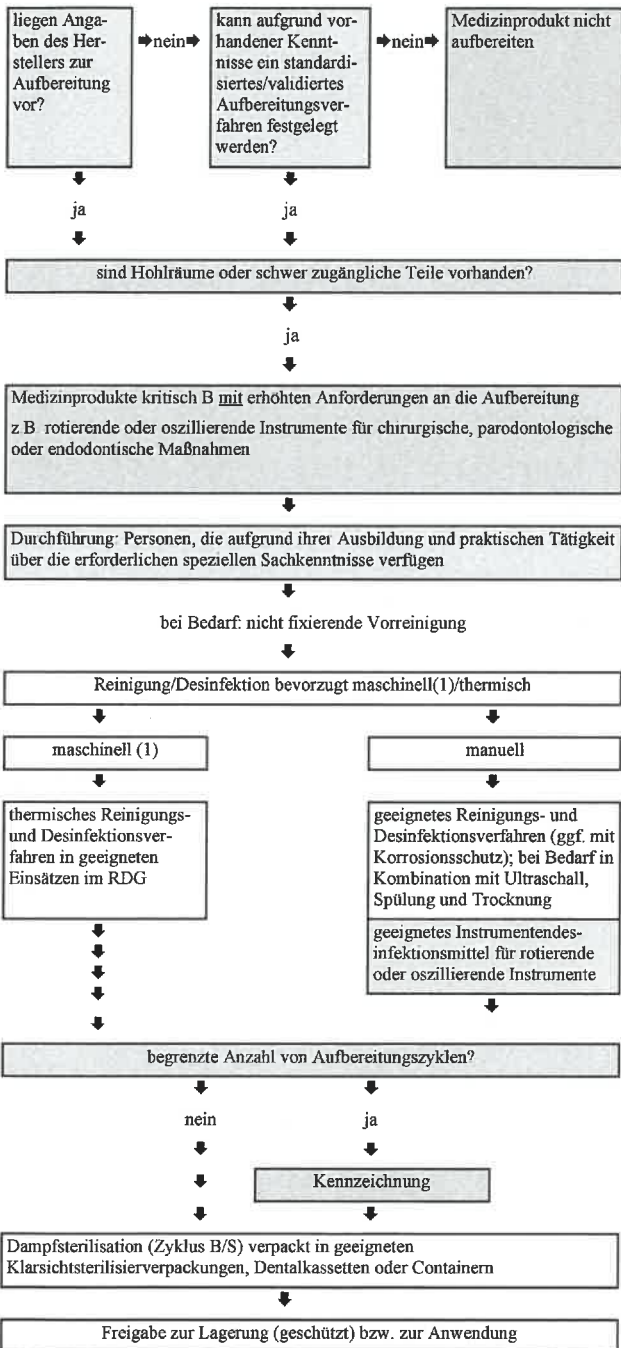 liegen Anga-
ben des Her-
stellers zur
Aufbereitung
vor?
nein
kann aufgrund vor-
handener Kennt-
nisse ein standardi-
siertes/validiertes
Aufbereitungsver-
fahren festgelegt
werden?
nein
Medizinprodukt nicht
aufbereiten
ja
ja
sind Hohlräume oder schwer zugängliche Teile vorhanden?
ja
Medizinprodukte kritisch B mit erhöhten Anforderungen an die Aufbereitung
z B rotierende oder oszillierende Instrumente für chirurgische, parodontologische
oder endodontische Maßnahmen
Durchführung: Personen, die aufgrund ihrer Ausbildung und praktischen Tätigkeit
über die erforderlichen speziellen Sachkenntnisse verfügen
bei Bedarf: nicht fixierende Vorreinigung
Reinigung/Desinfektion bevorzugt maschinell(1)/thermisch
maschinell (1)
manuell
thermisches Reinigungs-
und Desinfektionsver-
fahren in geeigneten
Einsätzen im RDG
geeignetes Reinigungs- und
Desinfektionsverfahren (ggf. mit
Korrosionsschutz); bei Bedarf in
Kombination mit Ultraschall,
Spülung und Trocknung
geeignetes Instrumentendes-
infektionsmittel für rotierende
oder oszillierende Instrumente
begrenzte Anzahl von Aufbereitungszyklen?
nein
ja
Kennzeichnung
Dampfsterilisation (Zyklus B/S) verpackt in geeigneten
Klarsichtsterilisierverpackungen, Dentalkassetten oder Containern
Freigabe zur Lagerung (geschützt) bzw. zur Anwendung